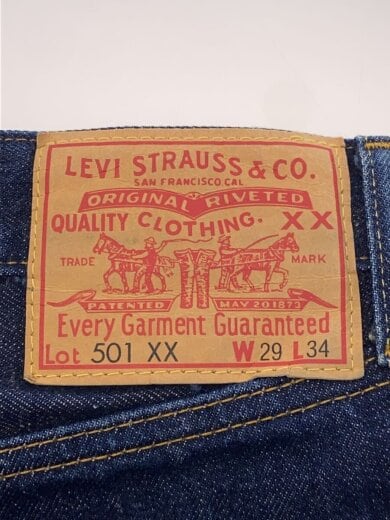 LEVI STRAUSS & CO.
SAN FRANCISCO, CAL
ORIGINAL RIVETED
QUALITY CLOTHING. XX
TRADE MARK
PATENTED MAY 20 1873
Every Garment Guaranteed
Lot 501 XX W 29 L 34